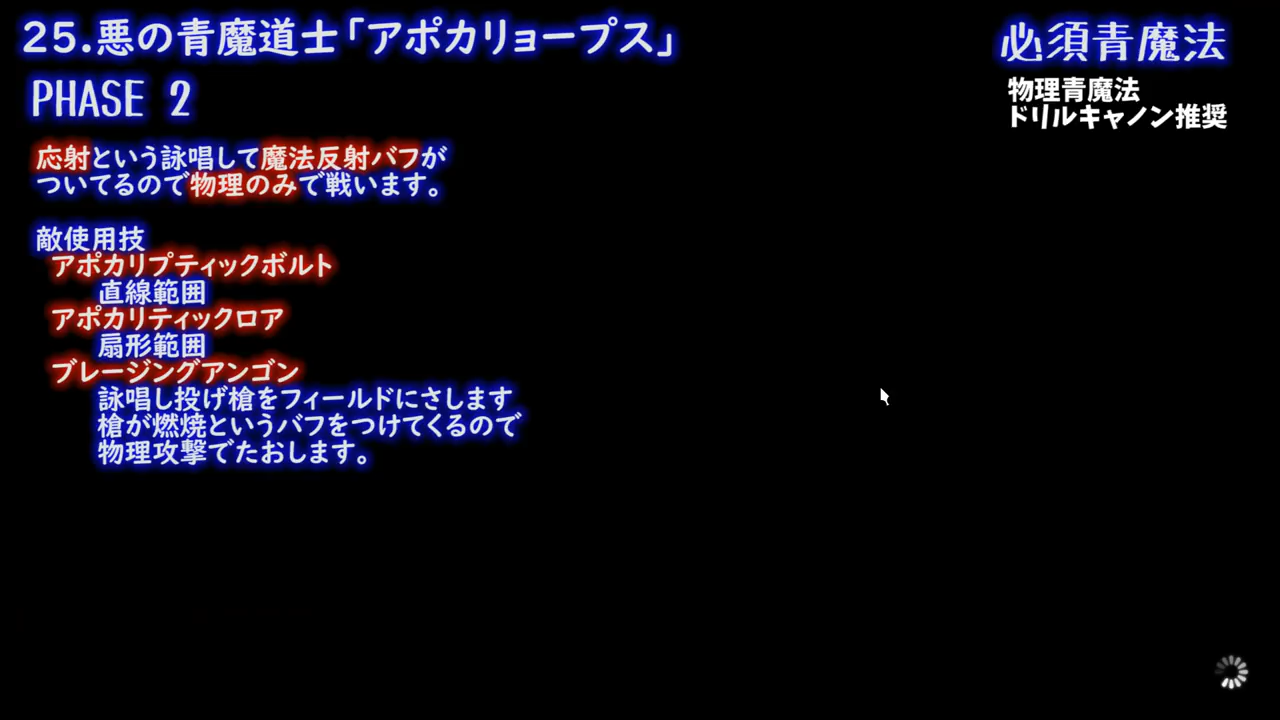 25.悪の青魔道士「アポカリョープス」
PHASE 2
必須青魔法
物理青魔法
ドリルキャノン推奨
応射という詠唱して魔法反射バフが
ついてるので物理のみで戦います。
敵使用技
アポカリプティックボルト
直線範囲
アポカリティックロア
扇形範囲
ブレージングアンゴン
詠唱し投げ槍をフィールドにさします
槍が燃焼というバフをつけてくるので
物理攻撃でたおします。